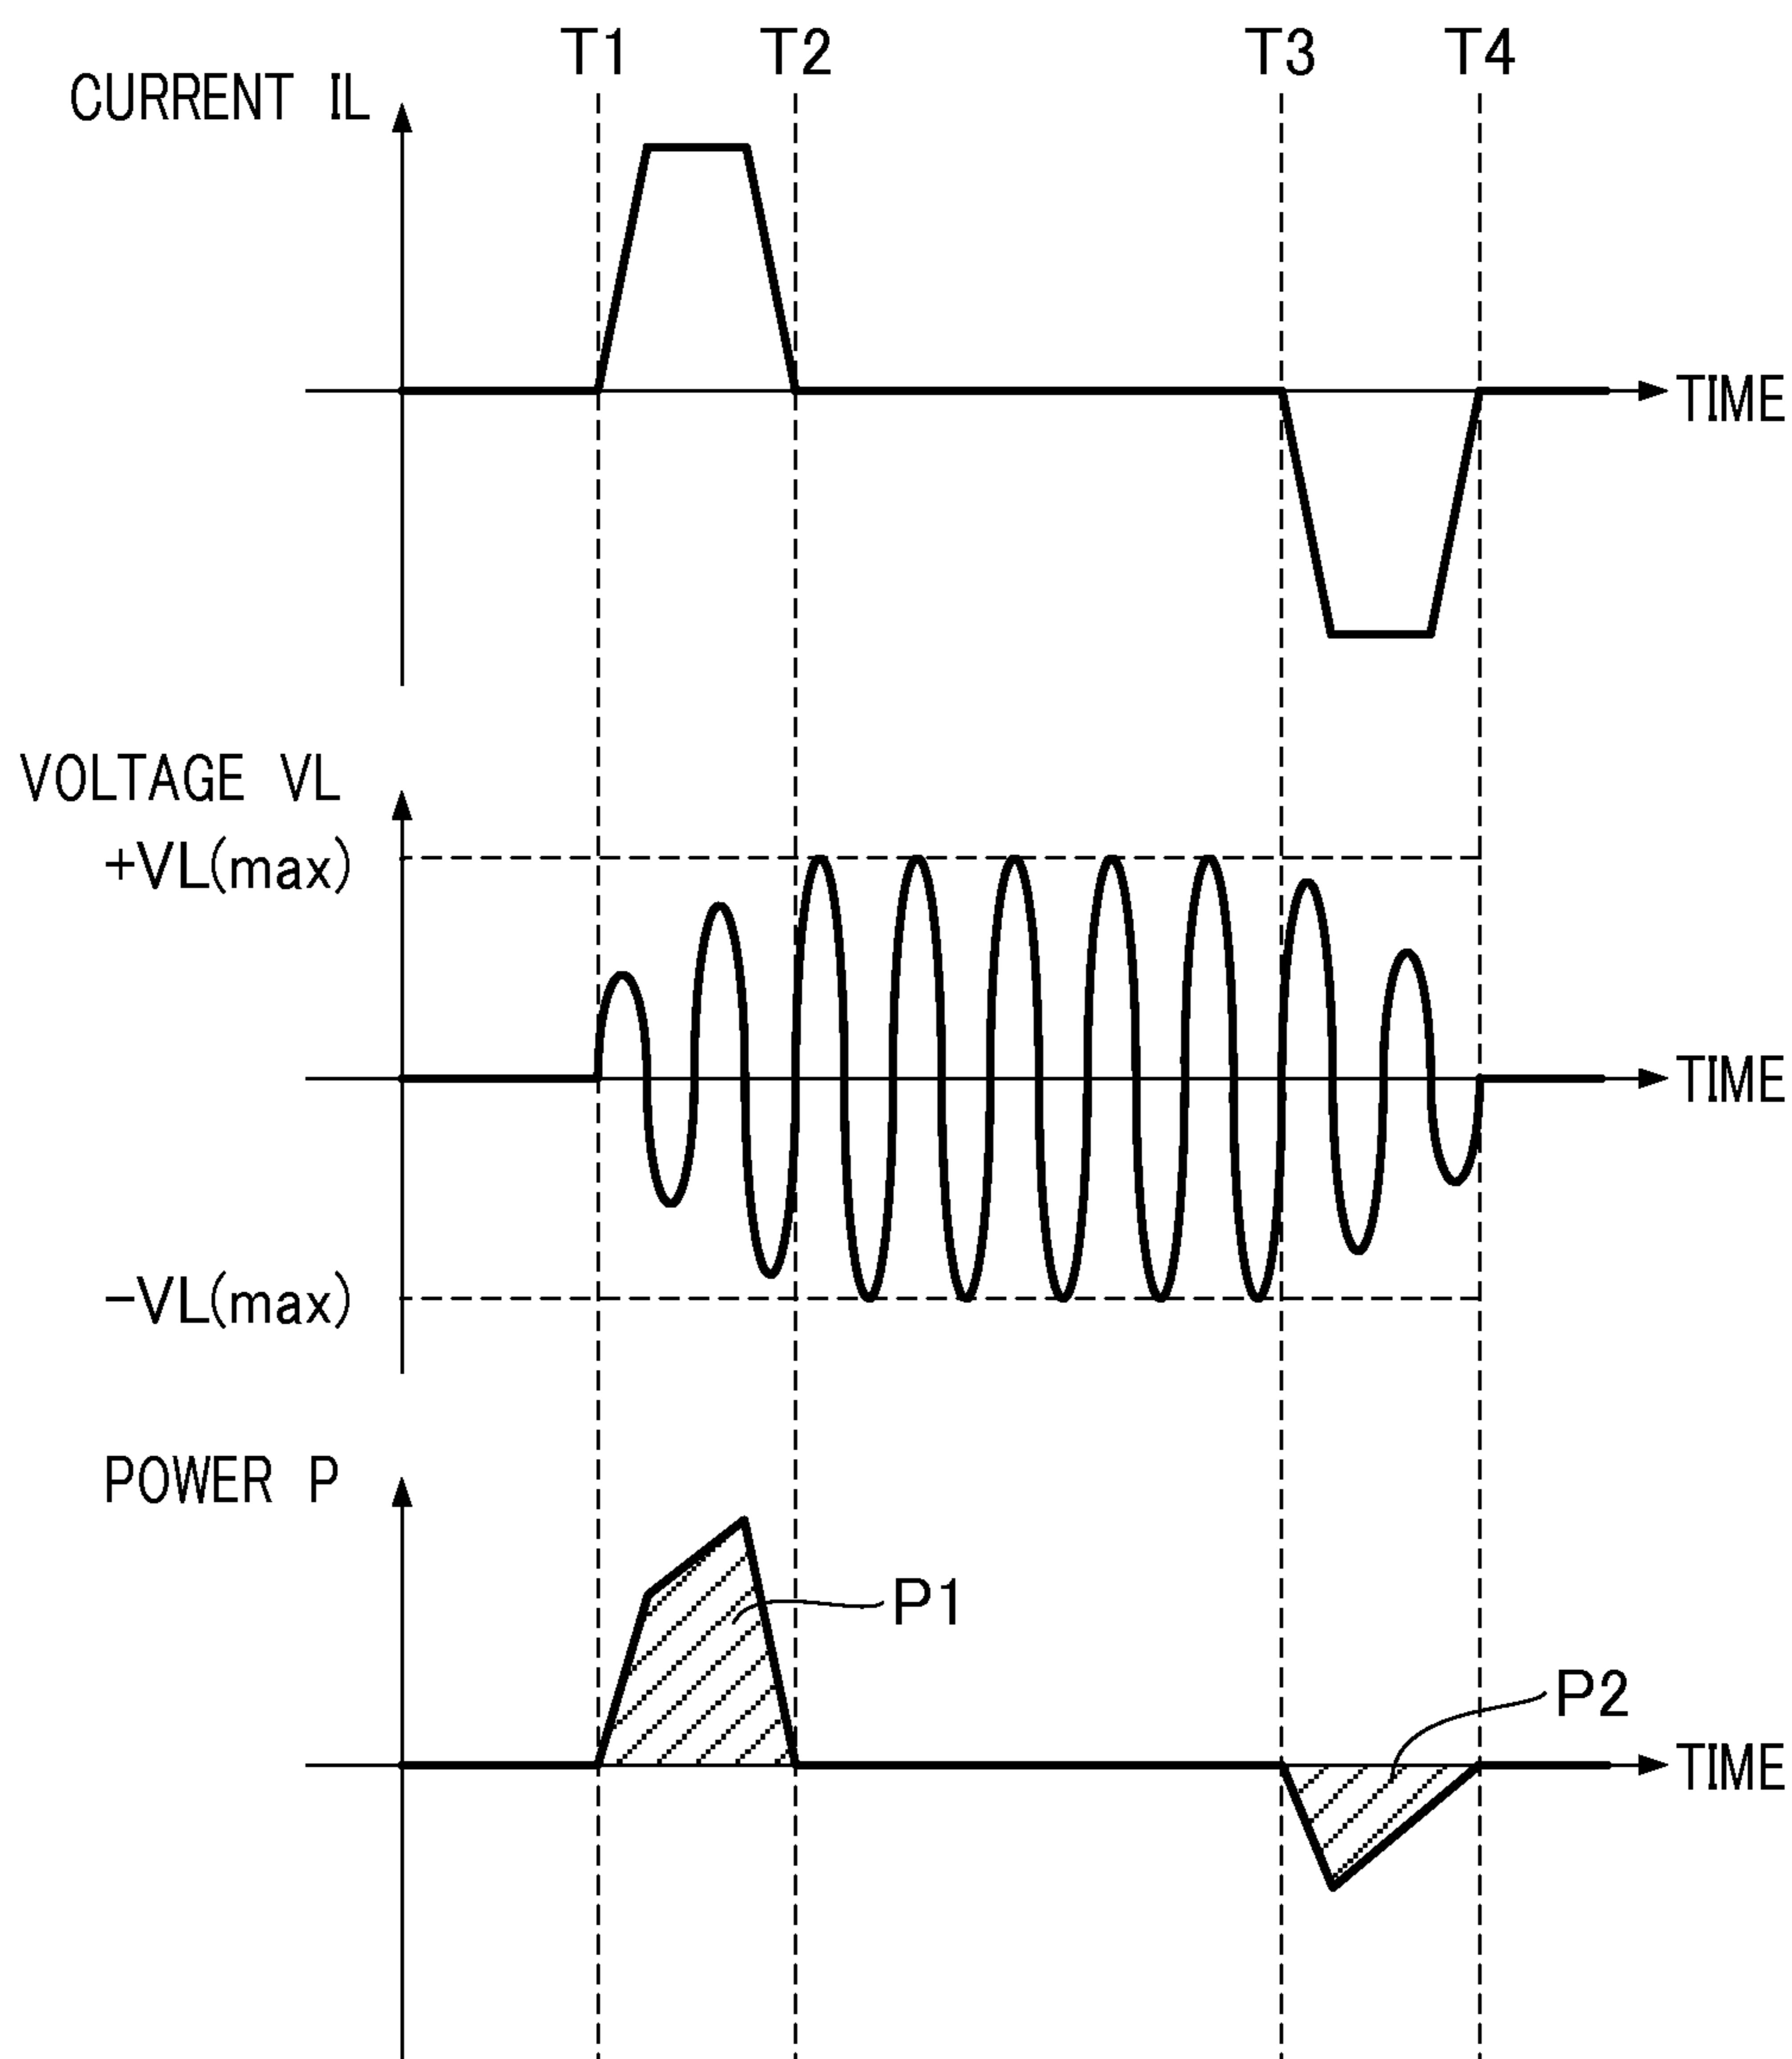 T1 T2 T3 T4
CURRENT IL
TIME
VOLTAGE VL
+VL(max)
TIME
−VL(max)
POWER P
P1
P2
TIME